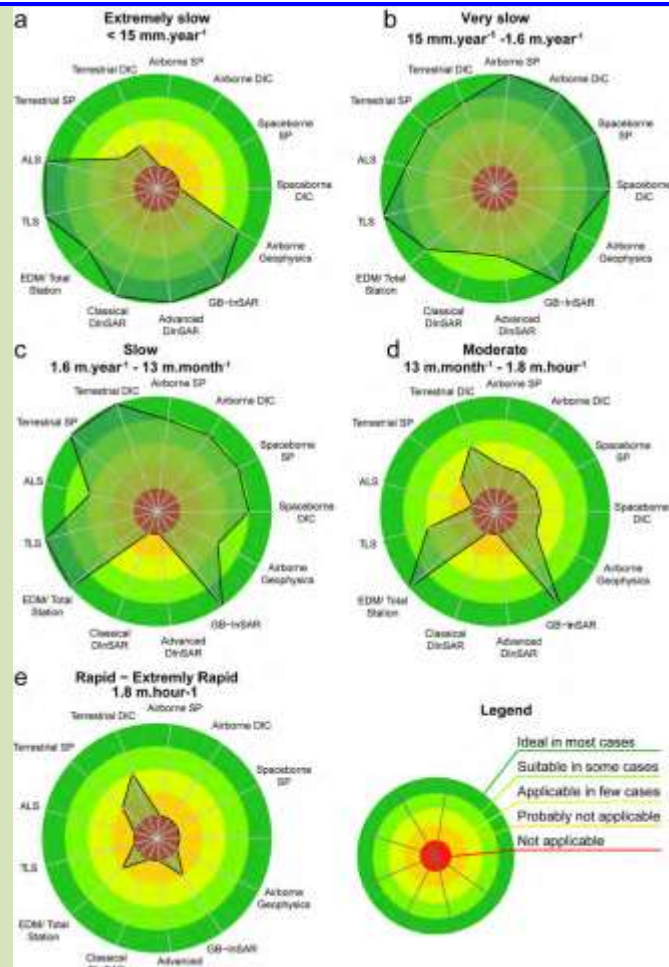 a
Extremely slow
< 15 mm.year-1
Airborne SP
Airborne DIC
Spaceborne
SP
Spaceborne
DIC
Airborne
Geophysics
GB-InSAR
Advanced
DInSAR
Classical
DInSAR
EDM/ Total
Station
TLS
ALS
Terrestrial SP
Terrestrial DIC
b
Very slow
15 mm.year-1 -1.6 m.year-1
Airborne SP
Airborne DIC
Spaceborne
SP
Spaceborne
DIC
Airborne
Geophysics
GB-InSAR
Advanced
DInSAR
Classical
DInSAR
EDM/ Total
Station
TLS
ALS
Terrestrial SP
Terrestrial DIC
c
Slow
1.6 m.year-1 - 13 m.month-1
Airborne SP
Airborne DIC
Spaceborne
SP
Spaceborne
DIC
Airborne
Geophysics
GB-InSAR
Advanced
DInSAR
Classical
DInSAR
EDM/ Total
Station
TLS
ALS
Terrestrial SP
Terrestrial DIC
d
Moderate
13 m.month-1 - 1.8 m.hour-1
Airborne SP
Airborne DIC
Spaceborne
SP
Spaceborne
DIC
Airborne
Geophysics
GB-InSAR
Advanced
DInSAR
Classical
DInSAR
EDM/ Total
Station
TLS
ALS
Terrestrial SP
Terrestrial DIC
e
Rapid - Extremly Rapid
1.8 m.hour-1
Airborne SP
Airborne DIC
Spaceborne
SP
Airborne
Geophysics
GB-InSAR
Advanced
Classical
EDM/ Total
Station
TLS
ALS
Terrestrial SP
Terrestrial DIC
Legend
Ideal in most cases
Suitable in some cases
Applicable in few cases
Probably not applicable
Not applicable